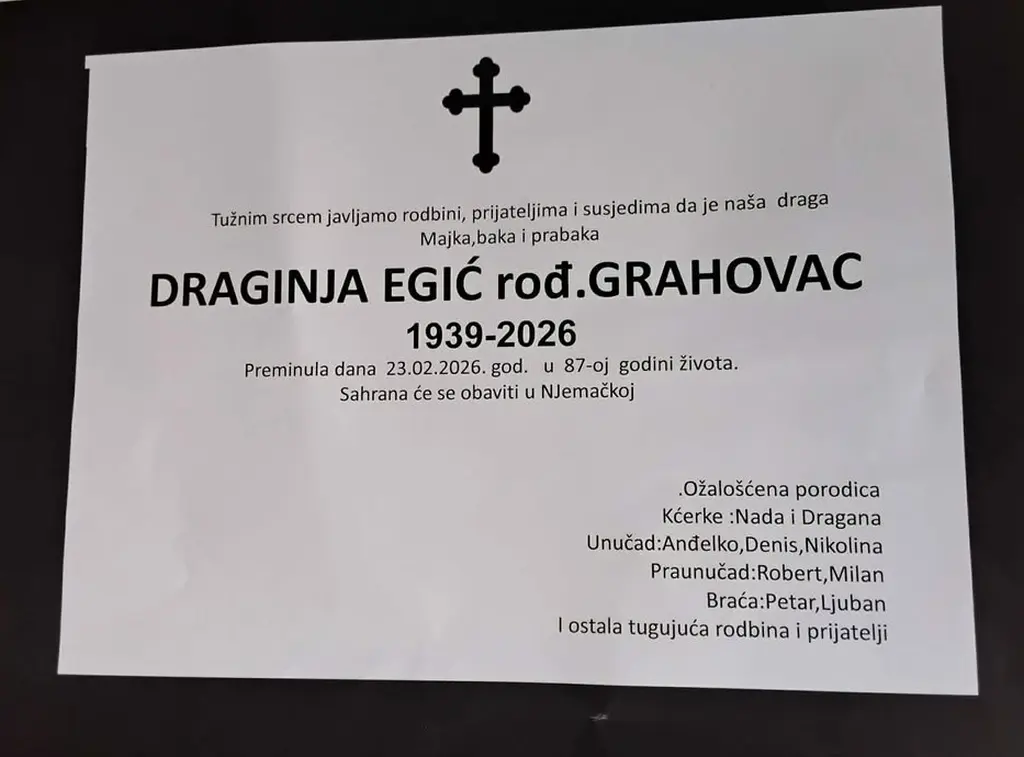 Tužnim srcem javljamo rodbini, prijateljima i susjedima da je naša draga
Majka,baka i prabaka
DRAGINJA EGIĆ rođ.GRAHOVAC
1939-2026
Preminula dana 23.02.2026. god. u 87-oj godini života.
Sahrana će se obaviti u NJemačkoj
.Ožalošćena porodica
Kćerke :Nada i Dragana
Unučad:Anđelko,Denis,Nikolina
Praunučad:Robert,Milan
Braća:Petar,Ljuban
I ostala tugujuća rodbina i prijatelji